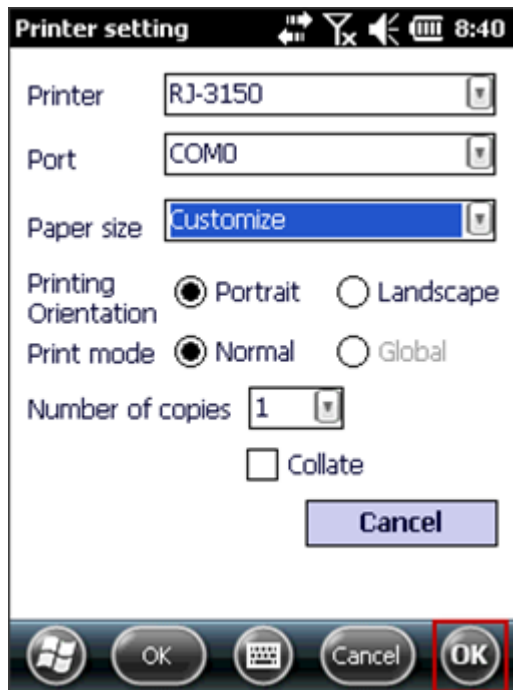 Printer setting 8:40
Printer RJ-3150
Port COM0
Paper size Customize
Printing
Orientation Portrait Landscape
Print mode Normal Global
Number of copies 1
Collate
Cancel
OK Cancel OK